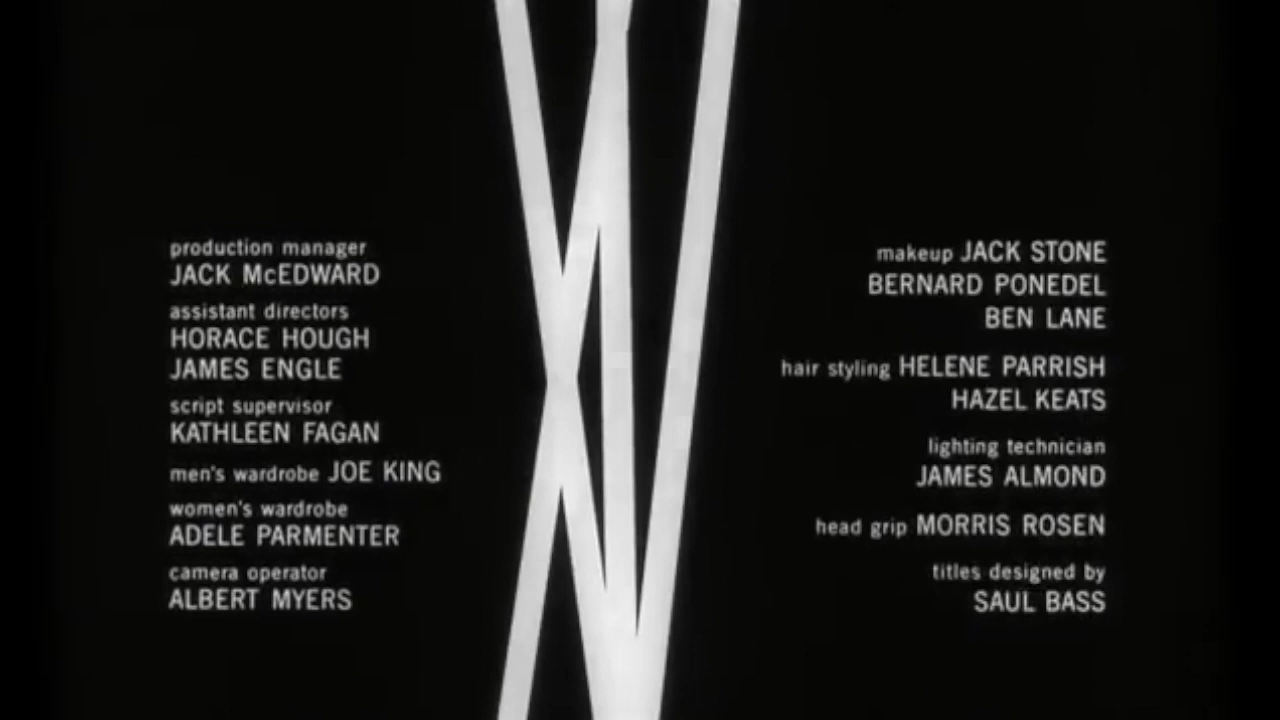 production manager
JACK McEDWARD
assistant directors
HORACE HOUGH
JAMES ENGLE
script supervisor
KATHLEEN FAGAN
men's wardrobe JOE KING
women's wardrobe
ADELE PARMENTER
camera operator
ALBERT MYERS
makeup JACK STONE
BERNARD PONEDEL
BEN LANE
hair styling HELENE PARRISH
HAZEL KEATS
lighting technician
JAMES ALMOND
head grip MORRIS ROSEN
titles designed by
SAUL BASS